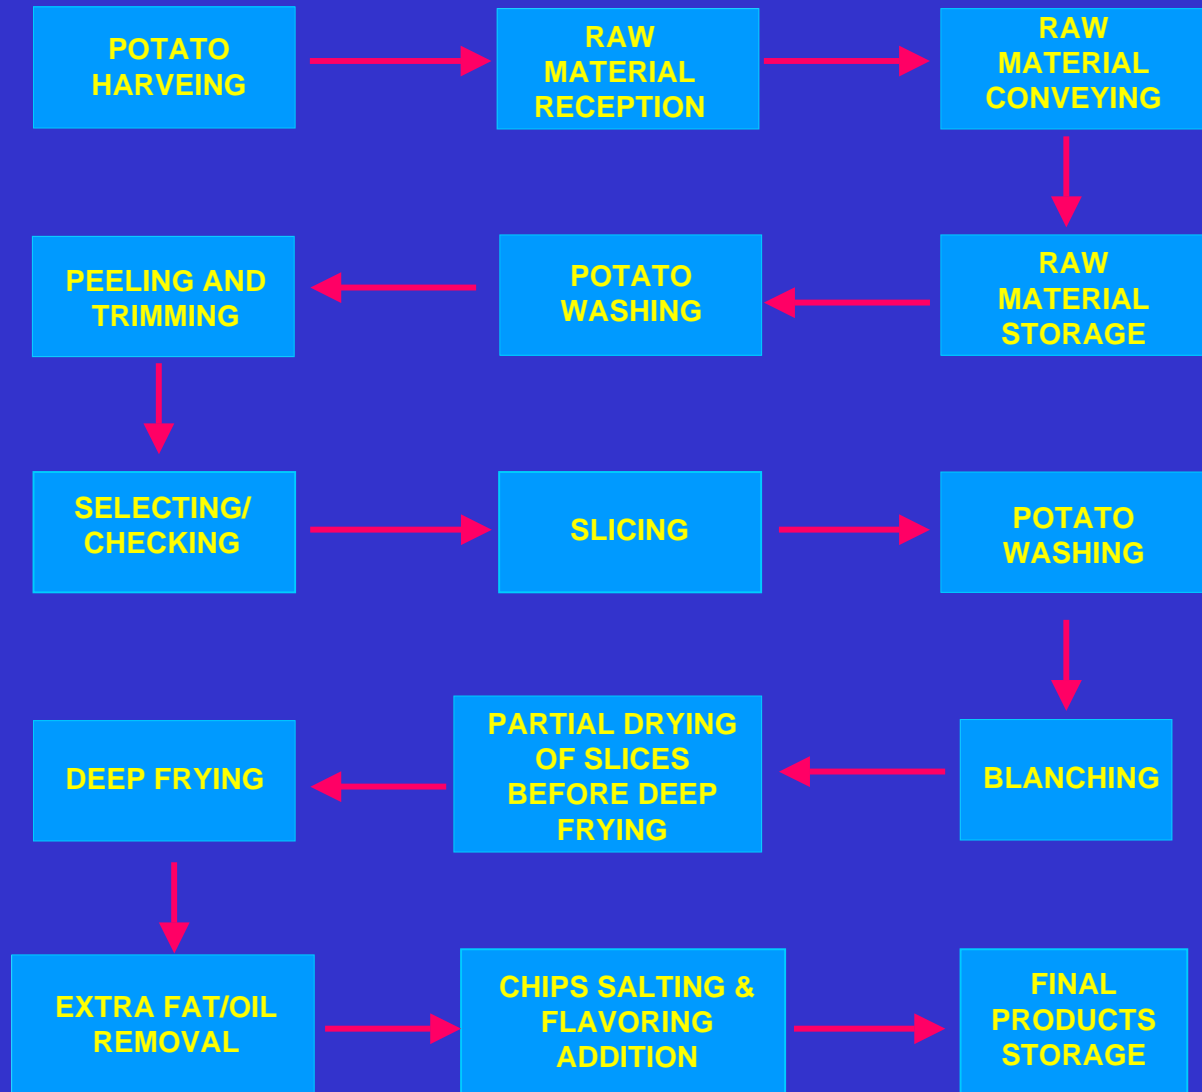 POTATO
HARVEING
RAW
MATERIAL
RECEPTION
RAW
MATERIAL
CONVEYING
RAW
MATERIAL
STORAGE
POTATO
WASHING
PEELING AND
TRIMMING
SELECTING/
CHECKING
SLICING
POTATO
WASHING
BLANCHING
PARTIAL DRYING
OF SLICES
BEFORE DEEP
FRYING
DEEP FRYING
EXTRA FAT/OIL
REMOVAL
CHIPS SALTING &
FLAVORING
ADDITION
FINAL
PRODUCTS
STORAGE